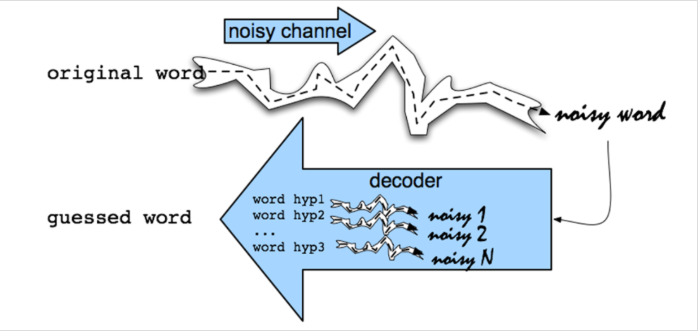 noisy channel
original word
noisy word
decoder
word hyp1
noisy 1
word hyp2
noisy 2
...
word hyp3
noisy N
guessed word